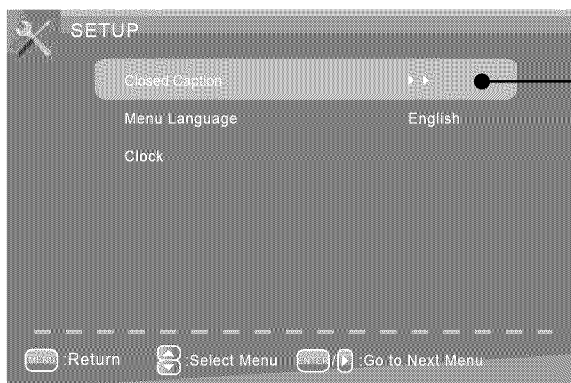 SETUP
Closed Caption
Menu Language English
Clock
MENU :Return :Select Menu ENTER / :Go to Next Menu